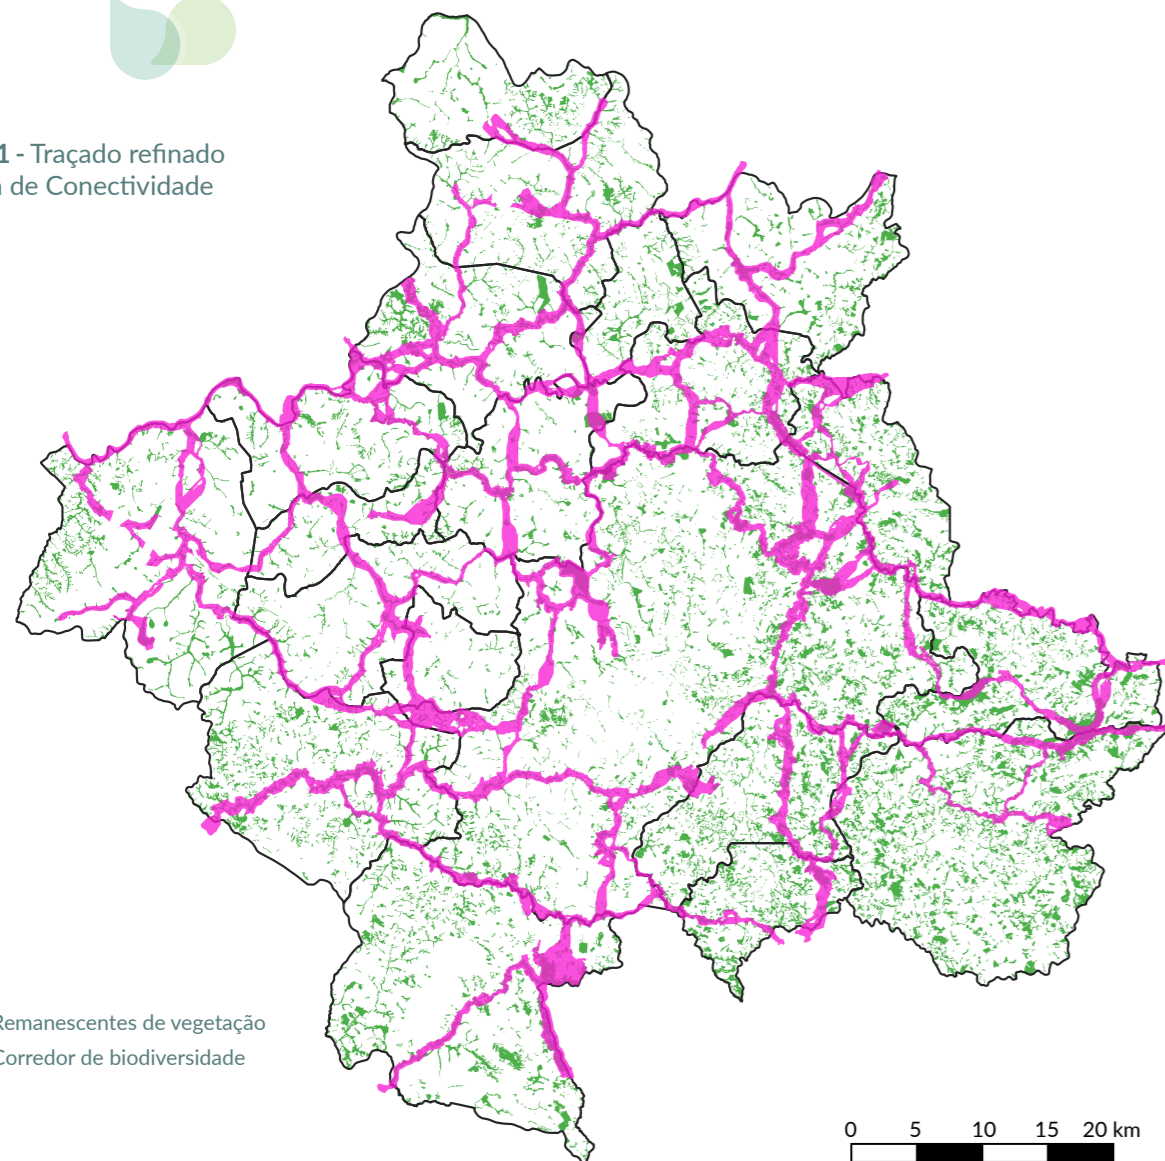 1 - Traçado refinado
a de Conectividade
Remanescentes de vegetação
Corredor de biodiversidade
0 5 10 15 20 km